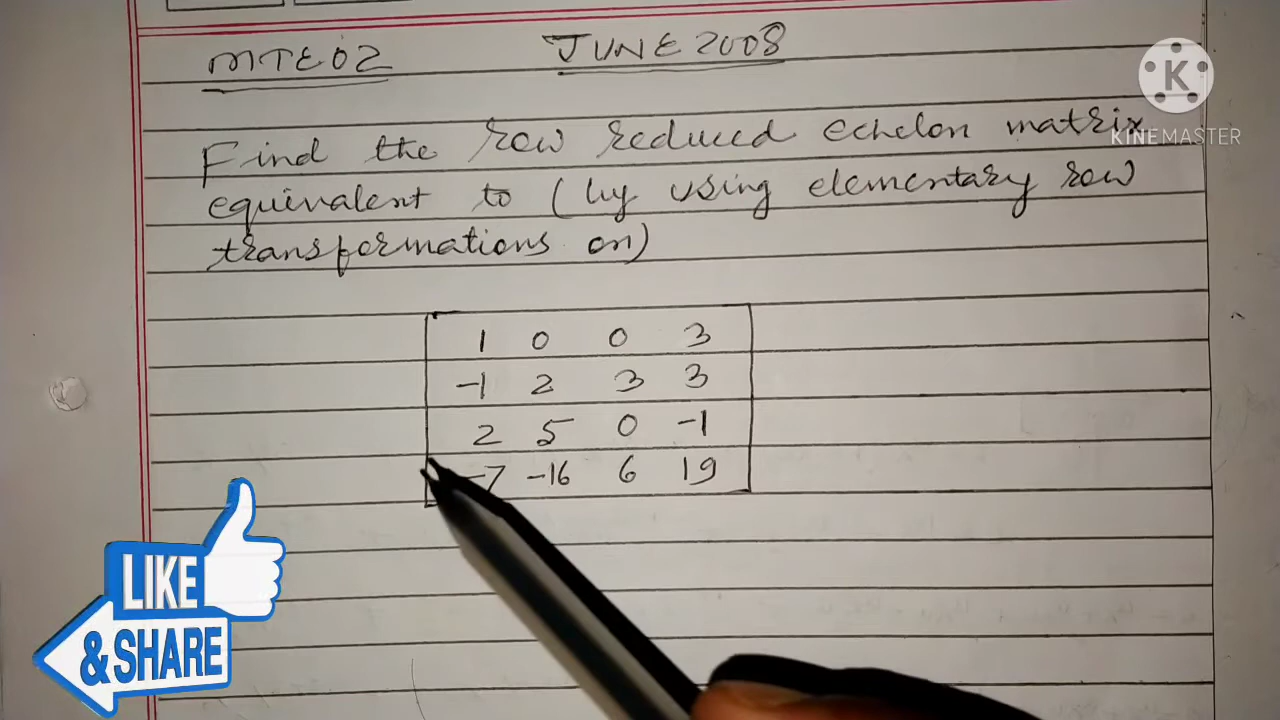 MTE02 JUNE 2008
KINEMASTER
Find the row reduced echelon matrix
equivalent to (by using elementary row
transformations on)
1 0 0 3
-1 2 3 3
2 5 0 -1
-7 -16 6 19
LIKE
& SHARE